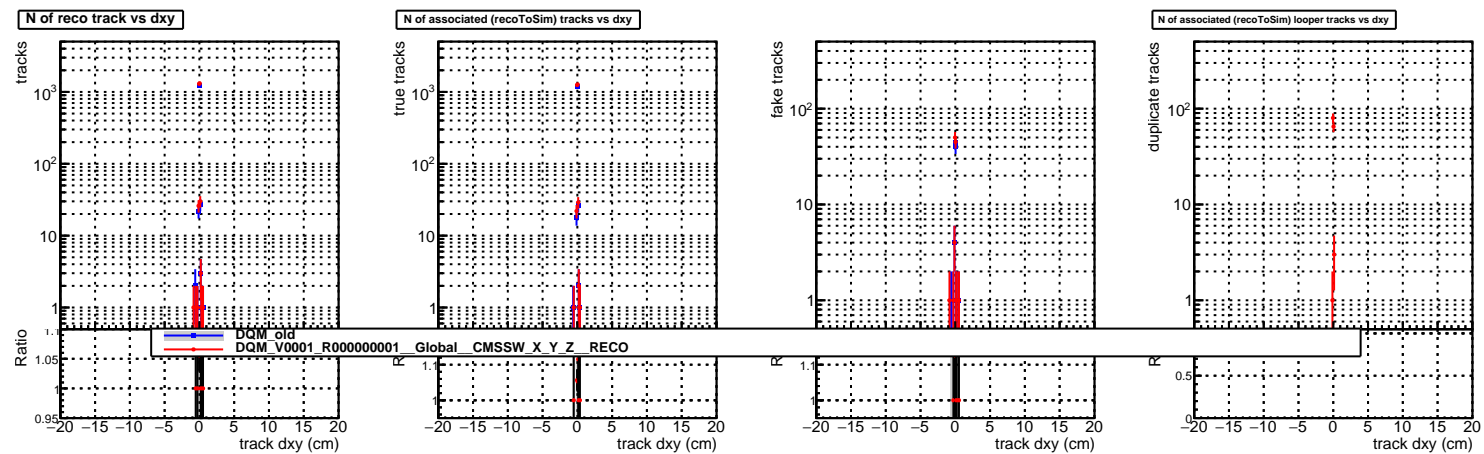 N of reco track vs dxy
N of associated (recoToSim) tracks vs dxy
N of associated (recoToSim) looper tracks vs dxy
tracks
10³
10²
10
1
true tracks
10³
10²
10
1
fake tracks
10²
10
1
duplicate tracks
10²
10
1
DQM_old
DQM_V0001_R000000001__Global__CMSSW_X_Y_Z__RECO
Ratio
1.05
1
0.95
1.1
1
1.1
1
0.5
0
−20 −15 −10 −5 0 5 10 15 20
track dxy (cm)
−20 −15 −10 −5 0 5 10 15 20
track dxy (cm)
−20 −15 −10 −5 0 5 10 15 20
track dxy (cm)
−20 −15 −10 −5 0 5 10 15 20
track dxy (cm)